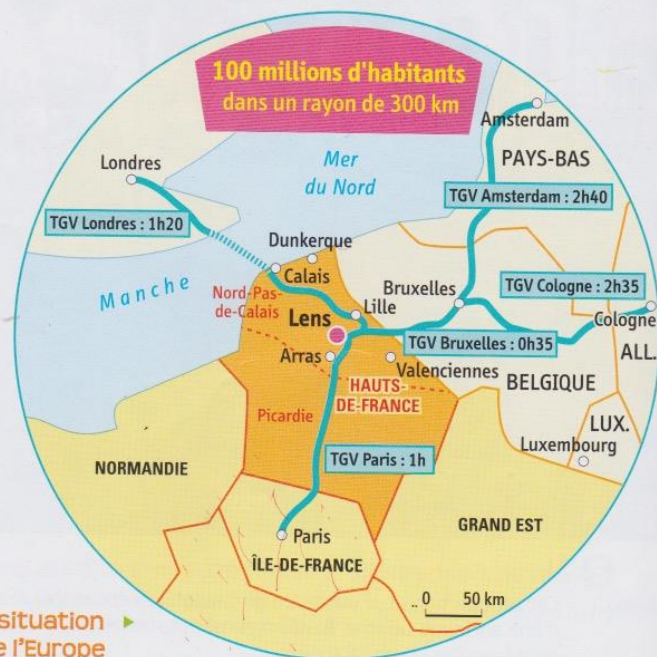 100 millions d'habitants
dans un rayon de 300 km
Amsterdam
Londres
Mer
du Nord
PAYS-BAS
TGV Amsterdam : 2h40
TGV Londres : 1h20
Dunkerque
Manche
Calais
Nord-Pas-
de-Calais
Bruxelles
TGV Cologne : 2h35
Lille
Lens
Cologne
TGV Bruxelles : 0h35
ALL.
Arras
Valenciennes
HAUTS-
DE-FRANCE
BELGIQUE
Picardie
LUX.
Luxembourg
NORMANDIE
TGV Paris : 1h
GRAND EST
Paris
ÎLE-DE-FRANCE
0 50 km
situation
l'Europe